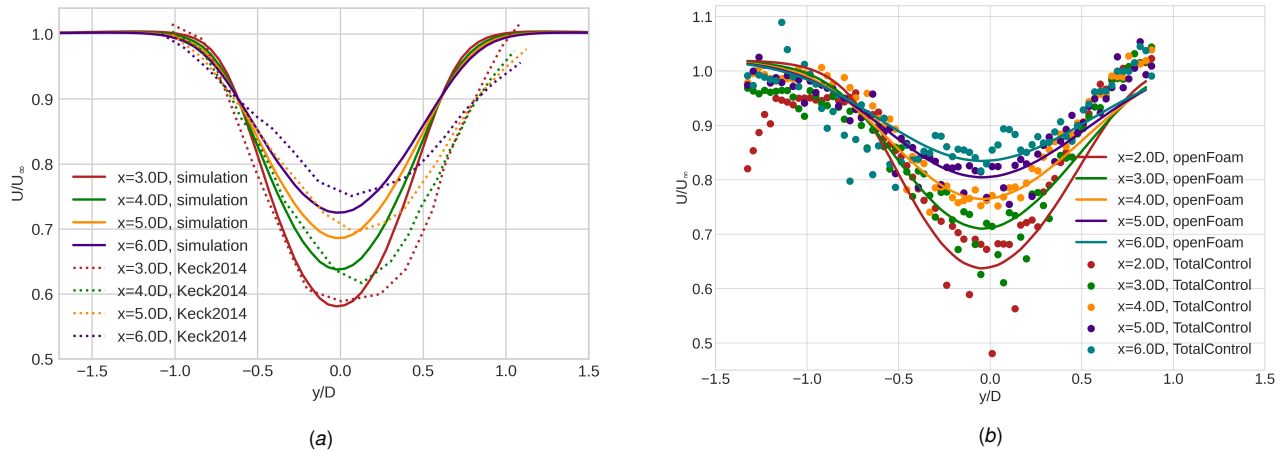 1.0
0.9
0.8
0.7
0.6
0.5
U/U∞
x=3.0D, simulation
x=4.0D, simulation
x=5.0D, simulation
x=6.0D, simulation
x=3.0D, Keck2014
x=4.0D, Keck2014
x=5.0D, Keck2014
x=6.0D, Keck2014
−1.5 −1.0 −0.5 0.0 0.5 1.0 1.5
y/D
(a)
1.1
1.0
0.9
0.8
0.7
0.6
0.5
U/U∞
x=2.0D, openFoam
x=3.0D, openFoam
x=4.0D, openFoam
x=5.0D, openFoam
x=6.0D, openFoam
x=2.0D, TotalControl
x=3.0D, TotalControl
x=4.0D, TotalControl
x=5.0D, TotalControl
x=6.0D, TotalControl
−1.5 −1.0 −0.5 0.0 0.5 1.0 1.5
y/D
(b)